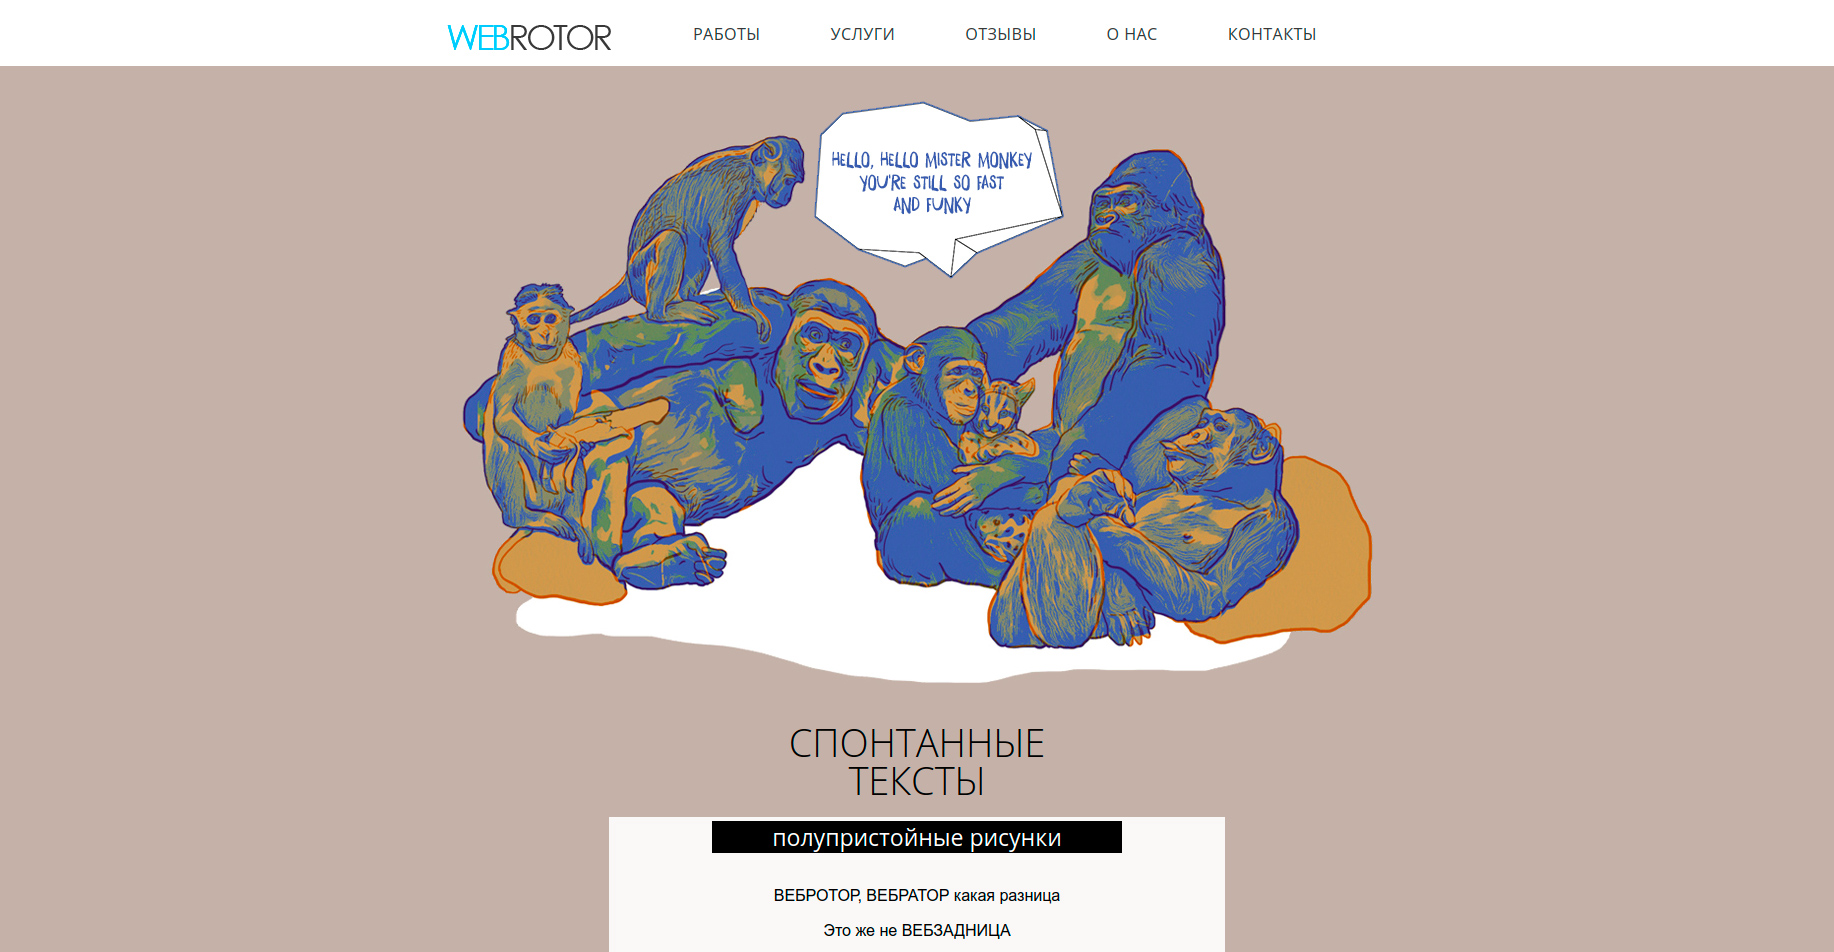 WEBROTOR
РАБОТЫ
УСЛУГИ
ОТЗЫВЫ
О НАС
КОНТАКТЫ
HELLO, HELLO MISTER MONKEY
YOU'RE STILL SO FAST
AND FUNKY
СПОНТАННЫЕ
ТЕКСТЫ
полупристойные рисунки
ВЕБРОТОР, ВЕБРАТОР какая разница
Это же не ВЕБЗАДНИЦА